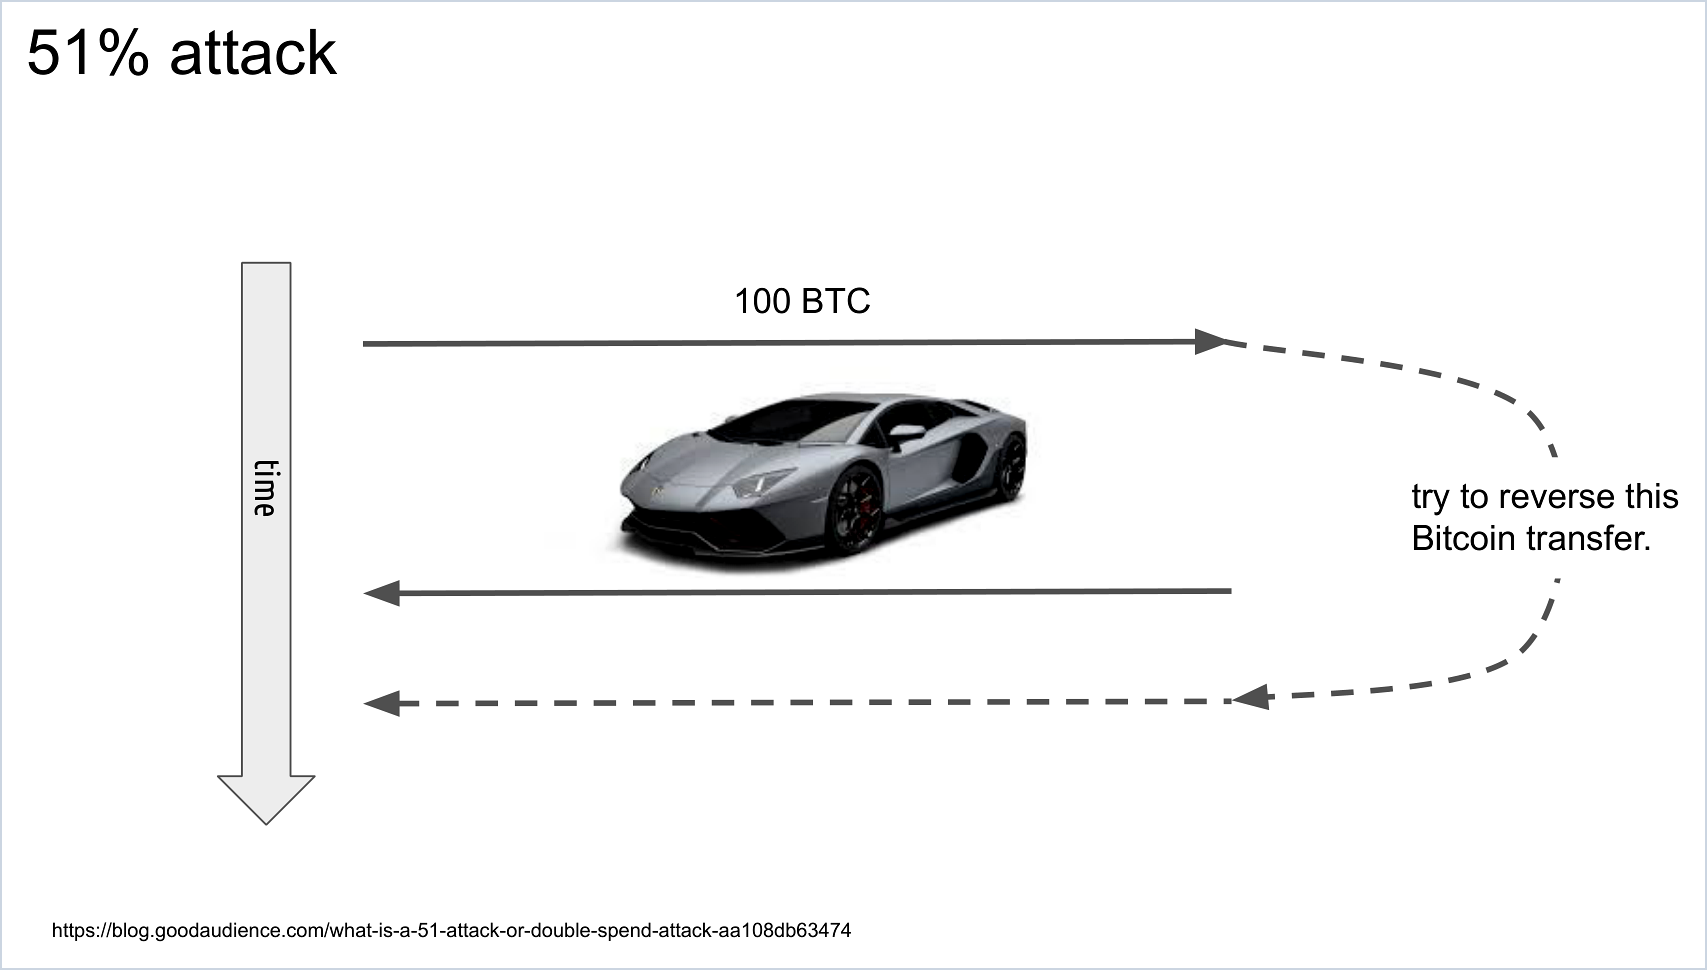 51% attack
100 BTC
time
try to reverse this
Bitcoin transfer.
https://blog.goodaudience.com/what-is-a-51-attack-or-double-spend-attack-aa108db63474